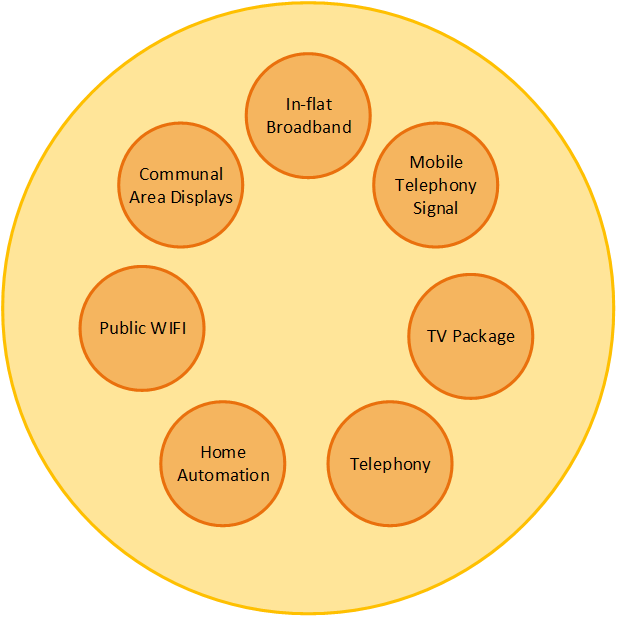 In-flat
Broadband
Mobile
Telephony
Signal
TV Package
Telephony
Home
Automation
Public WIFI
Communal
Area Displays